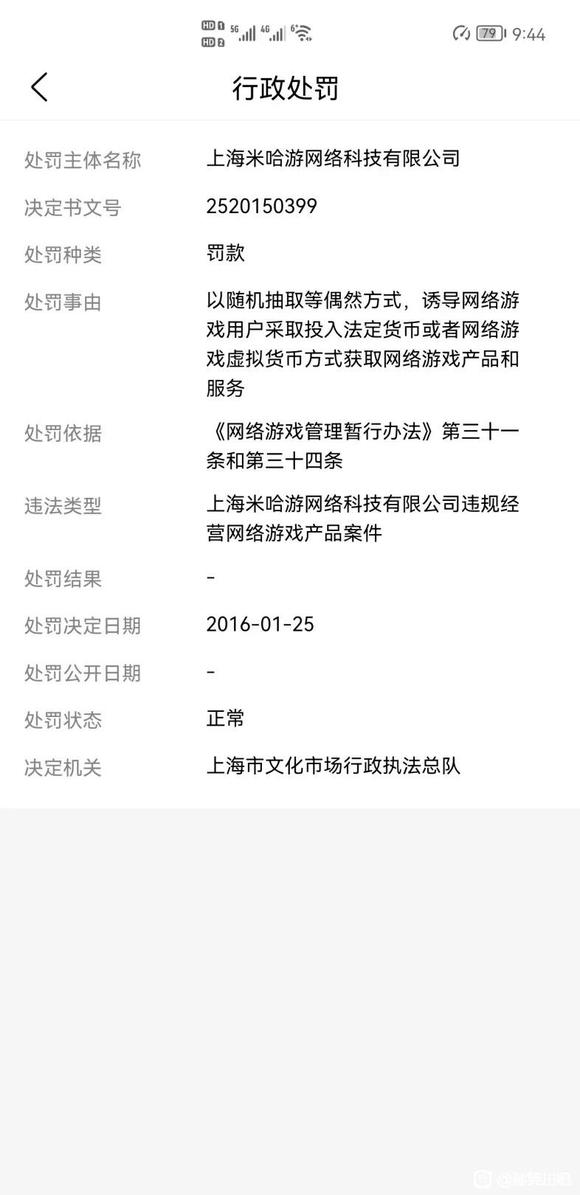 HD 1 5G 4G 6 79 9:44
HD 2
行政处罚
处罚主体名称 上海米哈游网络科技有限公司
决定书文号 2520150399
处罚种类 罚款
处罚事由 以随机抽取等偶然方式，诱导网络游
戏用户采取投入法定货币或者网络游
戏虚拟货币方式获取网络游戏产品和
服务
处罚依据 《网络游戏管理暂行办法》第三十一
条和第三十四条
违法类型 上海米哈游网络科技有限公司违规经
营网络游戏产品案件
处罚结果 -
处罚决定日期 2016-01-25
处罚公开日期 -
处罚状态 正常
决定机关 上海市文化市场行政执法总队